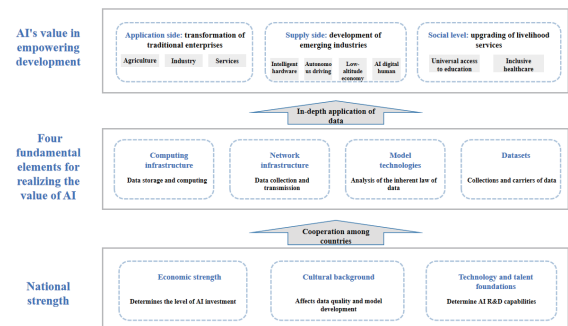 AI's value in
empowering
development
Application side: transformation of
traditional enterprises
Agriculture
Industry
Services
Supply side: development of
emerging industries
Intelligent
hardware
Autonomo
us driving
Low-
altitude
economy
AI digital
human
Social level: upgrading of livelihood
services
Universal access
to education
Inclusive
healthcare
In-depth application of
data
Four
fundamental
elements for
realizing the
value of AI
Computing
infrastructure
Data storage and computing
Network
infrastructure
Data collection and
transmission
Model
technologies
Analysis of the inherent law of
data
Datasets
Collections and carriers of data
Cooperation among
countries
National
strength
Economic strength
Determines the level of AI investment
Cultural background
Affects data quality and model
development
Technology and talent
foundations
Determine AI R&D capabilities